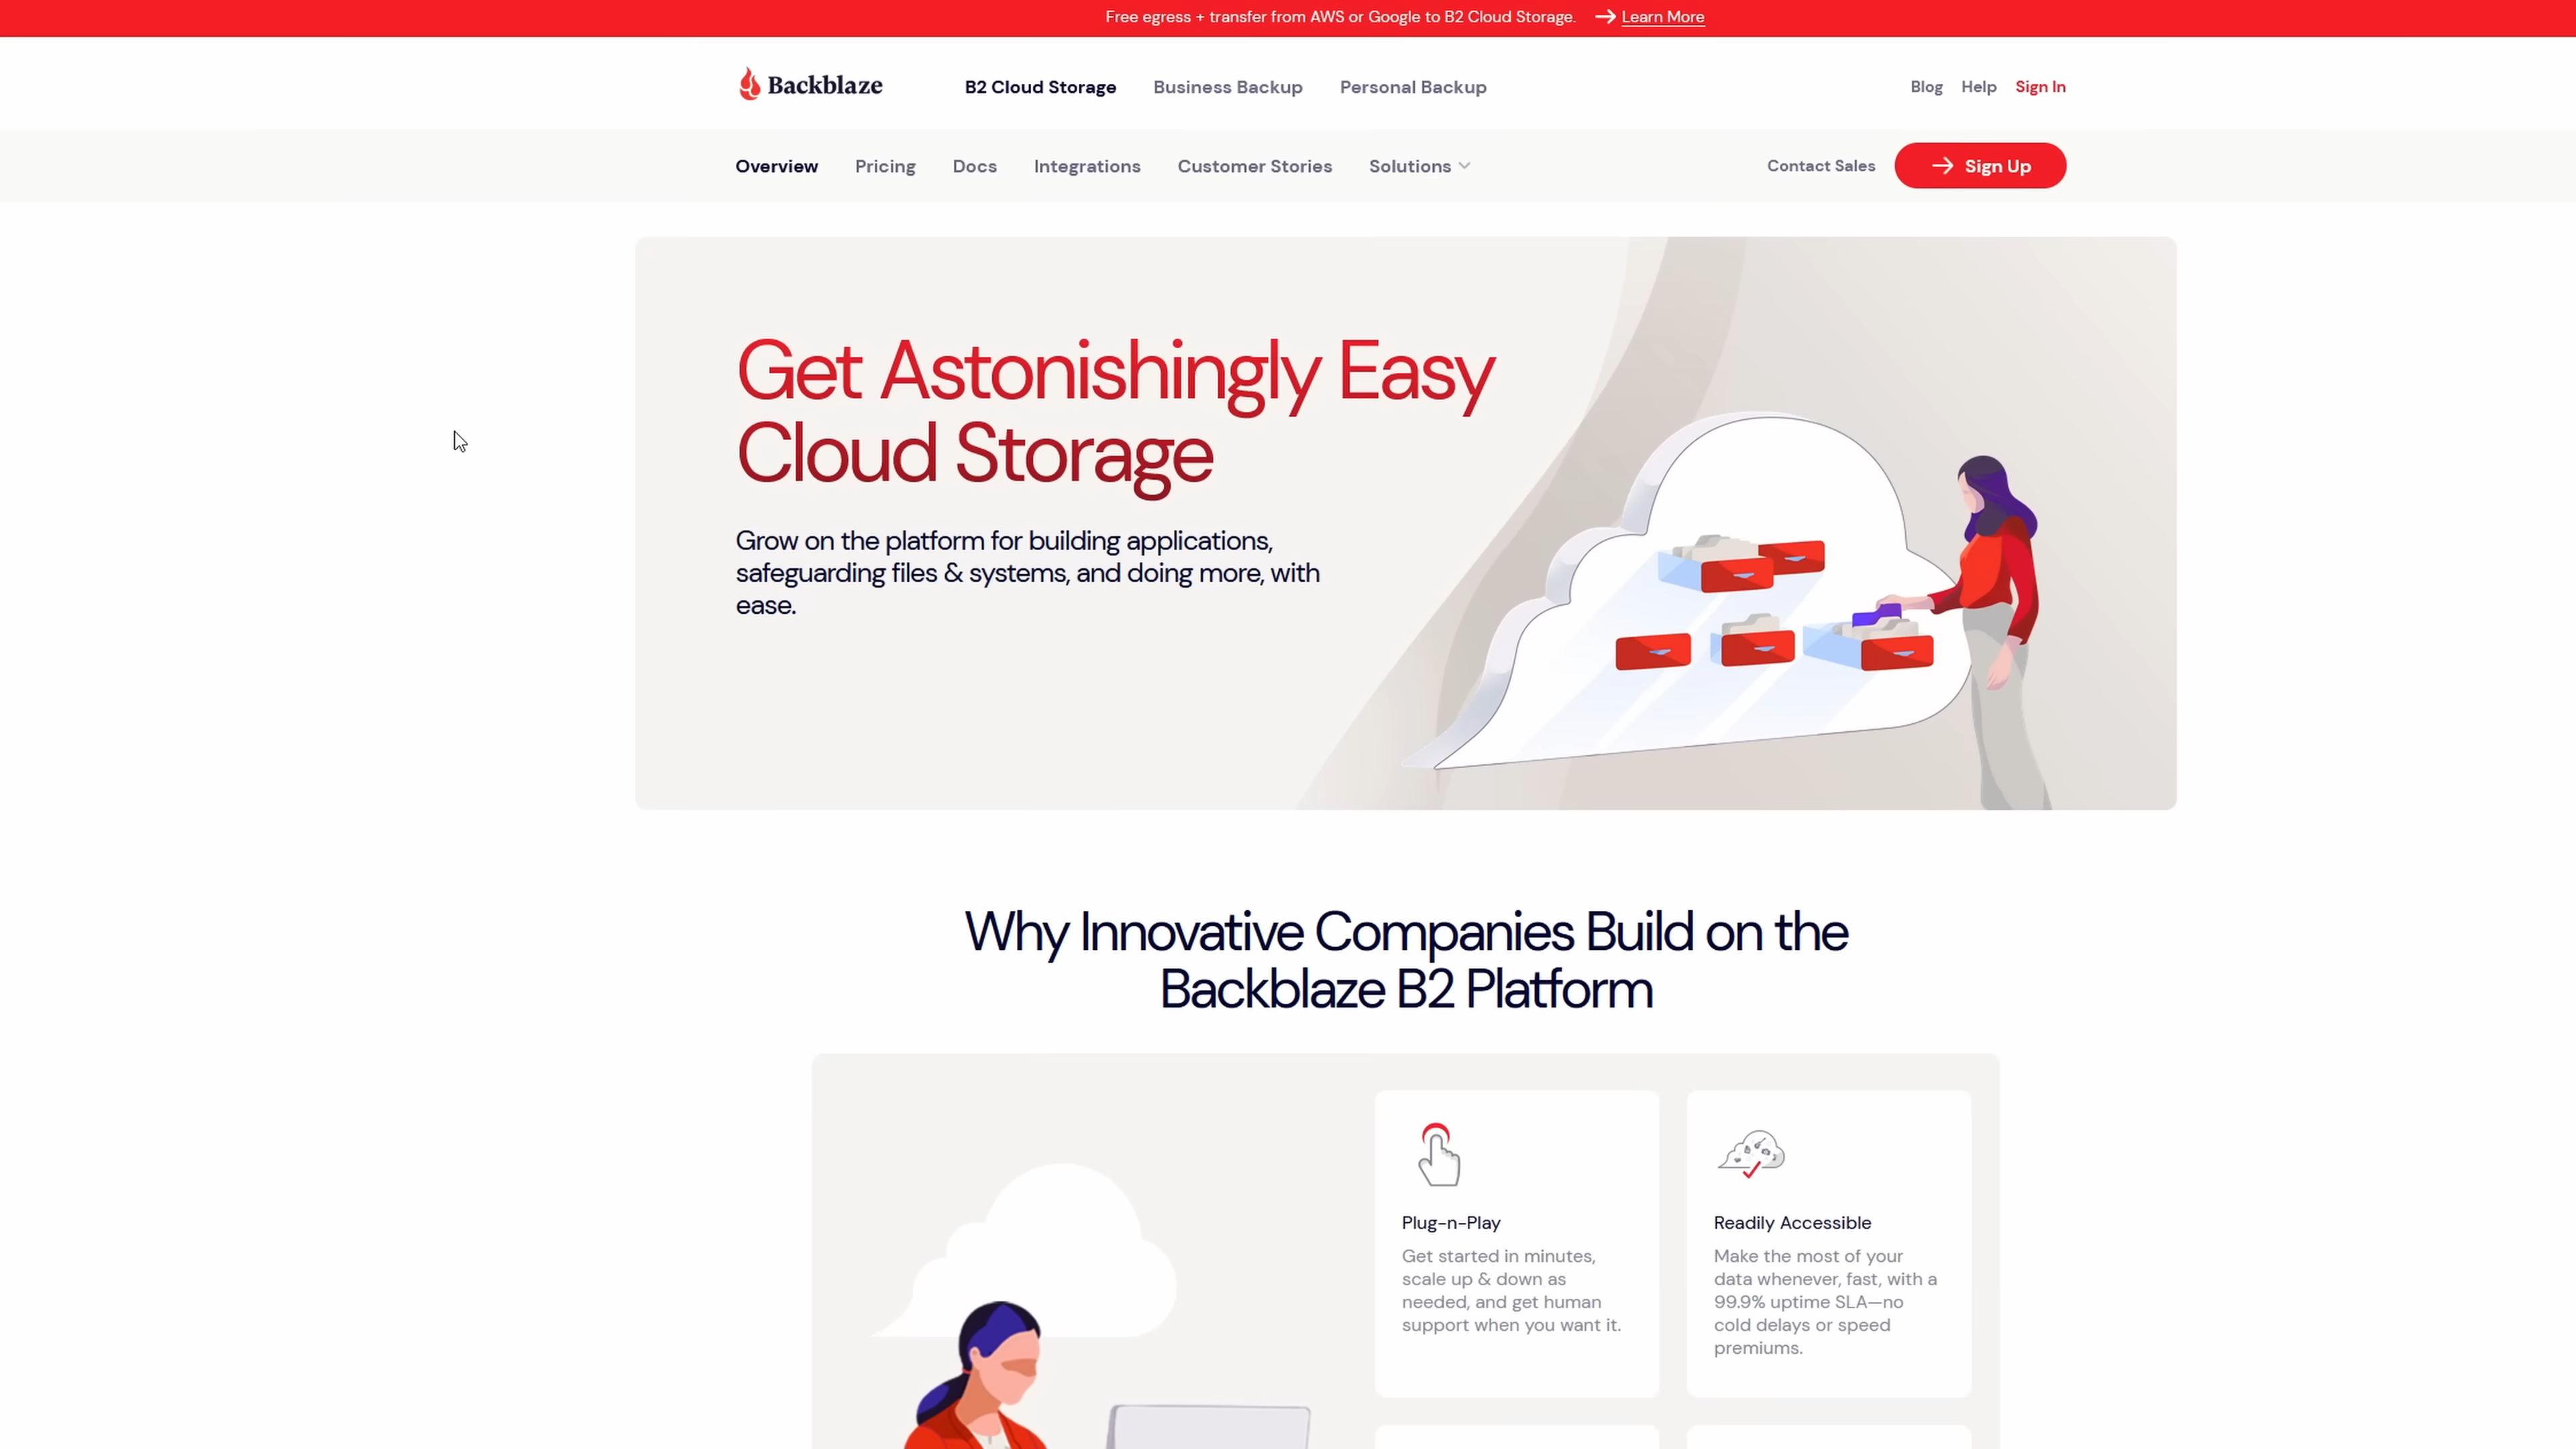 Free egress + transfer from AWS or Google to B2 Cloud Storage. Learn More
Backblaze B2 Cloud Storage Business Backup Personal Backup Blog Help Sign In
Overview Pricing Docs Integrations Customer Stories Solutions Contact Sales Sign Up
Get Astonishingly Easy
Cloud Storage
Grow on the platform for building applications,
safeguarding files & systems, and doing more, with
ease.
Why Innovative Companies Build on the
Backblaze B2 Platform
Plug-n-Play
Get started in minutes,
scale up & down as
needed, and get human
support when you want it.
Readily Accessible
Make the most of your
data whenever, fast, with a
99.9% uptime SLA—no
cold delays or speed
premiums.